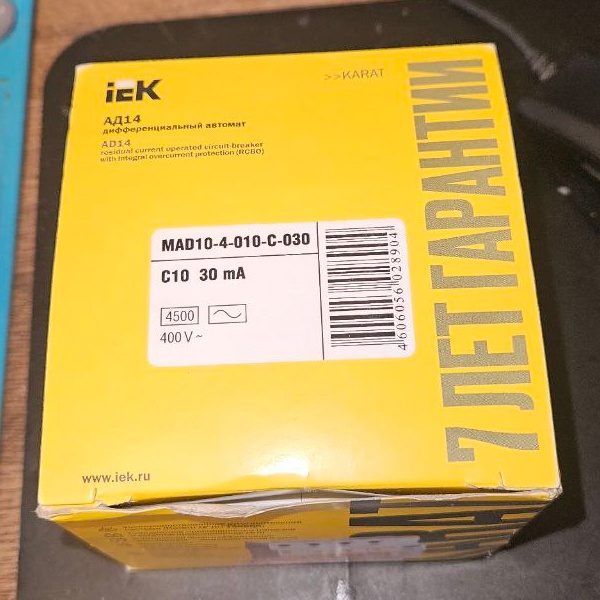 iEK
>>KARAT
АД14
дифференциальный автомат
AD14
residual current operated circuit-breaker
with integral overcurrent protection (RCBO)
MAD10-4-010-C-030
C10 30 mA
4500
400 V ~
4606056028904
7 ЛЕТ ГАРАНТИИ
www.iek.ru